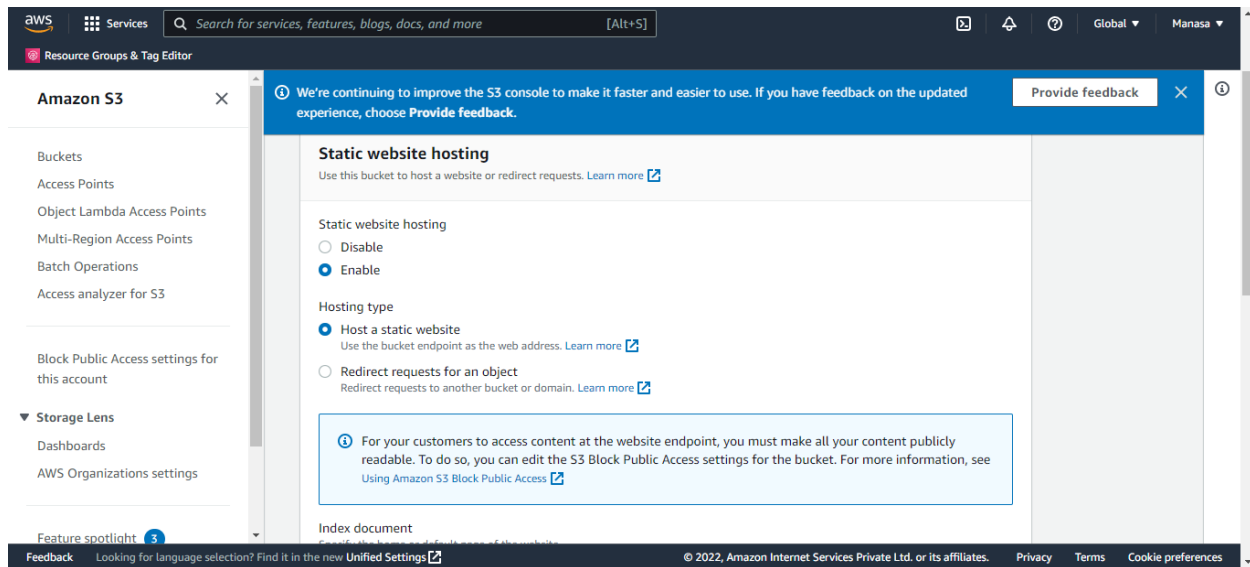 aws
Services
Search for services, features, blogs, docs, and more [Alt+S]
Global ▼
Manasa ▼
Resource Groups & Tag Editor
Amazon S3
Buckets
Access Points
Object Lambda Access Points
Multi-Region Access Points
Batch Operations
Access analyzer for S3
Block Public Access settings for
this account
▼ Storage Lens
Dashboards
AWS Organizations settings
Feature spotlight 3
We're continuing to improve the S3 console to make it faster and easier to use. If you have feedback on the updated
experience, choose Provide feedback.
Provide feedback
Static website hosting
Use this bucket to host a website or redirect requests. Learn more
Static website hosting
Disable
Enable
Hosting type
Host a static website
Use the bucket endpoint as the web address. Learn more
Redirect requests for an object
Redirect requests to another bucket or domain. Learn more
For your customers to access content at the website endpoint, you must make all your content publicly
readable. To do so, you can edit the S3 Block Public Access settings for the bucket. For more information, see
Using Amazon S3 Block Public Access
Index document
Specify the home or default page of the website.
Feedback
Looking for language selection? Find it in the new Unified Settings
© 2022, Amazon Internet Services Private Ltd. or its affiliates.
Privacy
Terms
Cookie preferences